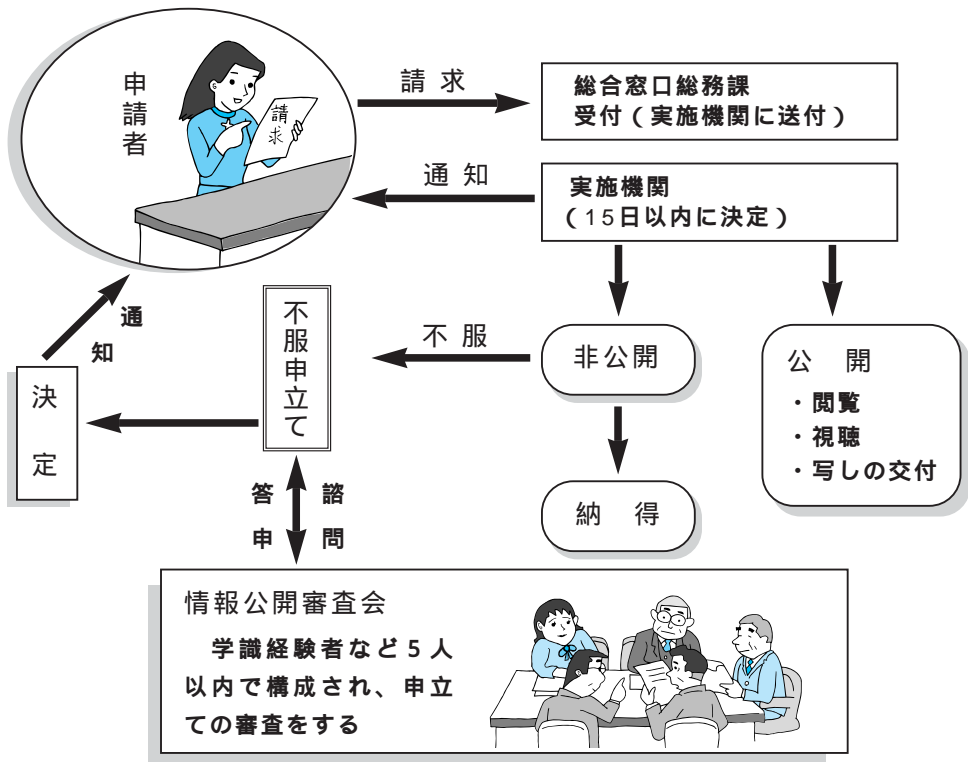 申請者
請求
請 求
総合窓口総務課
受付(実施機関に送付)
通 知
実施機関
(15日以内に決定)
不 服
非公開
公 開
・閲覧
・視聴
・写しの交付
納 得
不服申立て
決 定
通 知
答 申
諮 問
情報公開審査会
学識経験者など5人
以内で構成され、申立
ての審査をする